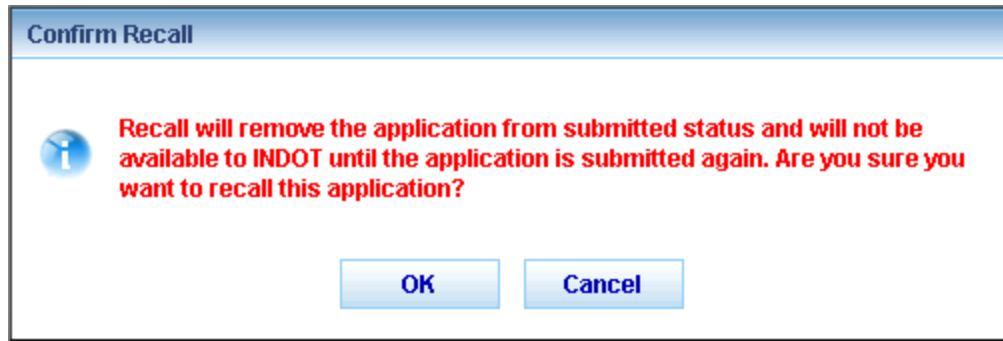 Confirm Recall
Recall will remove the application from submitted status and will not be
available to INDOT until the application is submitted again. Are you sure you
want to recall this application?
OK
Cancel